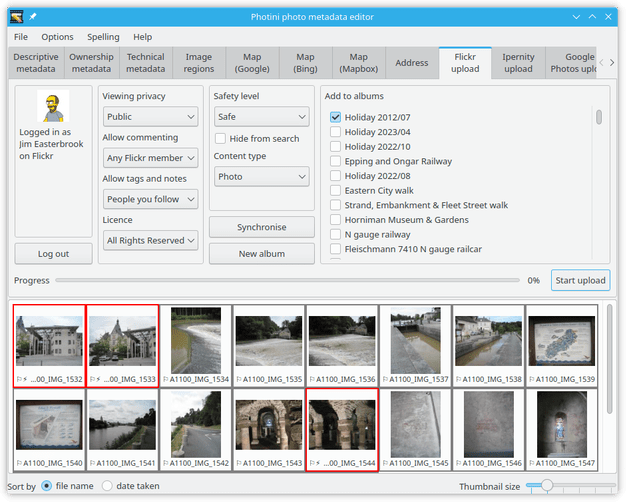 Photini photo metadata editor
File Options Spelling Help
Descriptive metadata
Ownership metadata
Technical metadata
Image regions
Map (Google)
Map (Bing)
Map (Mapbox)
Address
Flickr upload
Ipernity upload
Google Photos uplo
Logged in as
Jim Easterbrook
on Flickr
Log out
Viewing privacy
Public
Allow commenting
Any Flickr member
Allow tags and notes
People you follow
Licence
All Rights Reserved
Safety level
Safe
Hide from search
Content type
Photo
Synchronise
New album
Add to albums
Holiday 2012/07
Holiday 2023/04
Holiday 2022/10
Epping and Ongar Railway
Holiday 2022/08
Eastern City walk
Strand, Embankment & Fleet Street walk
Horniman Museum & Gardens
N gauge railway
Fleischmann 7410 N gauge railcar
Progress 0% Start upload
...00_IMG_1532 ...00_IMG_1533 A1100_IMG_1534 A1100_IMG_1535 A1100_IMG_1536 A1100_IMG_1537 A1100_IMG_1538 A1100_IMG_1539
A1100_IMG_1540 A1100_IMG_1541 A1100_IMG_1542 A1100_IMG_1543 ...00_IMG_1544 A1100_IMG_1545 A1100_IMG_1546 A1100_IMG_1547
Sort by file name date taken Thumbnail size